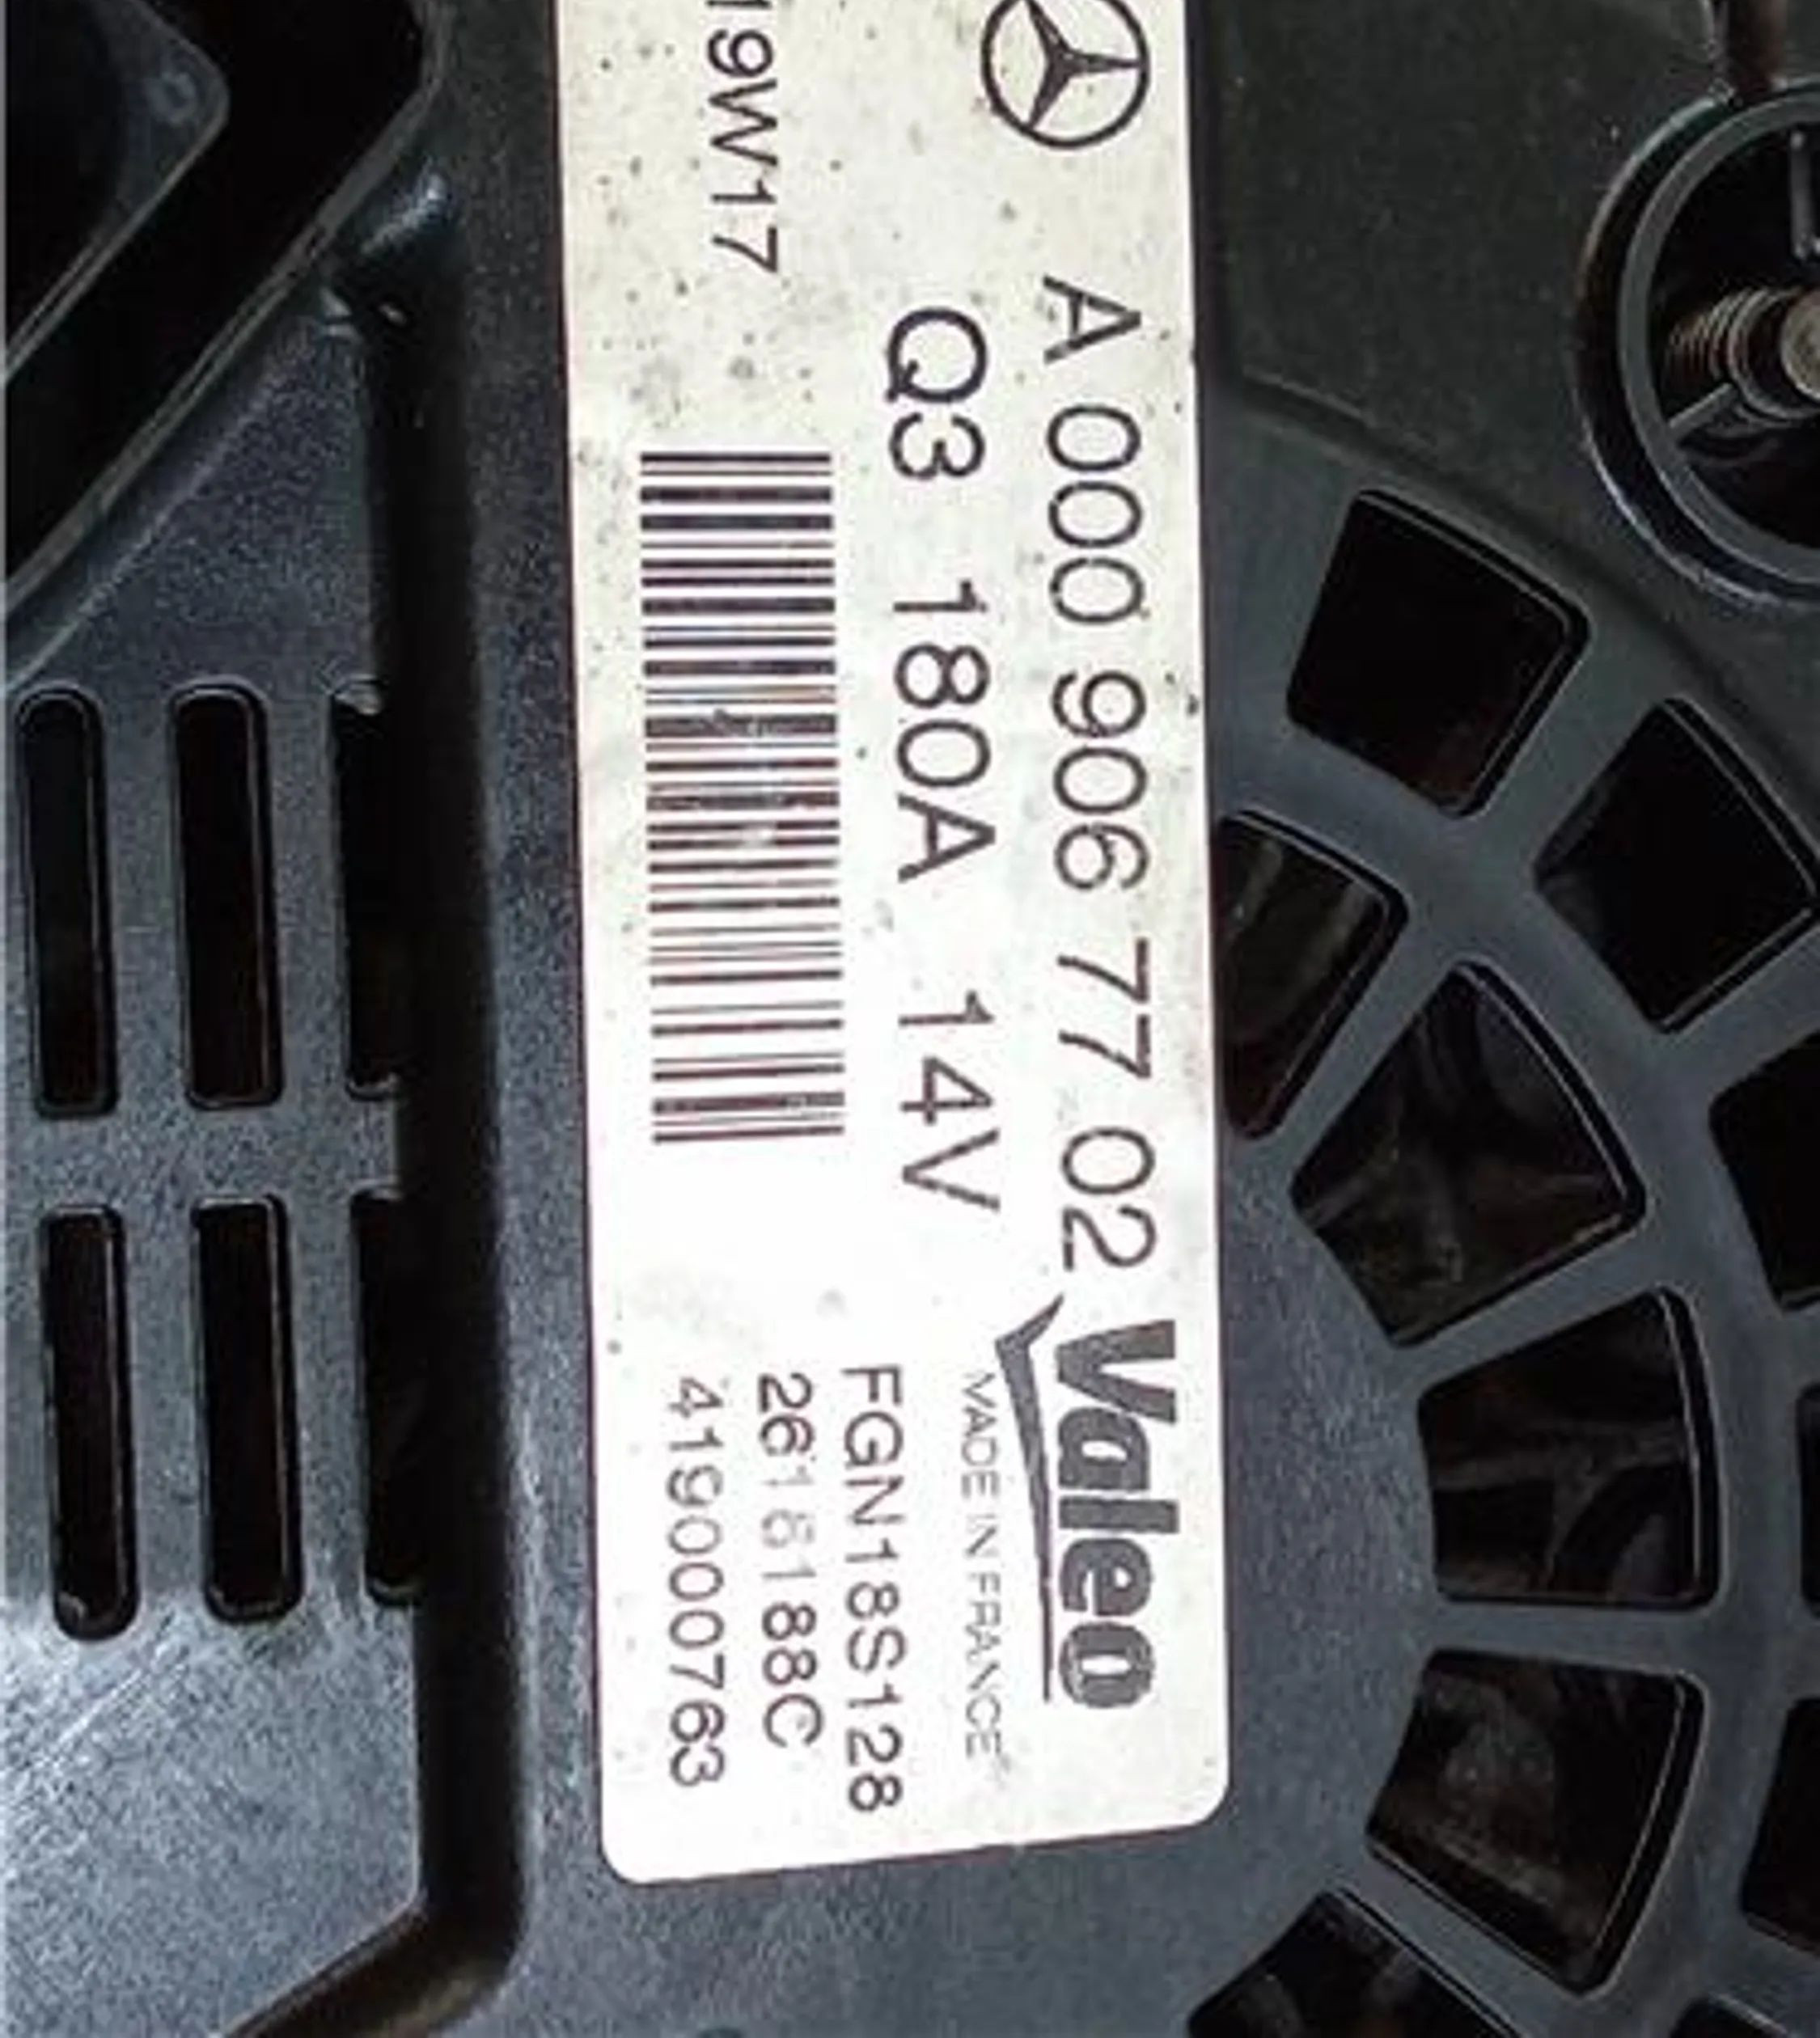 A 000 906 77 02
Q3 180A 14V
19W17
Valeo
MADE IN FRANCE
FGN18S128
2618188C
419000763